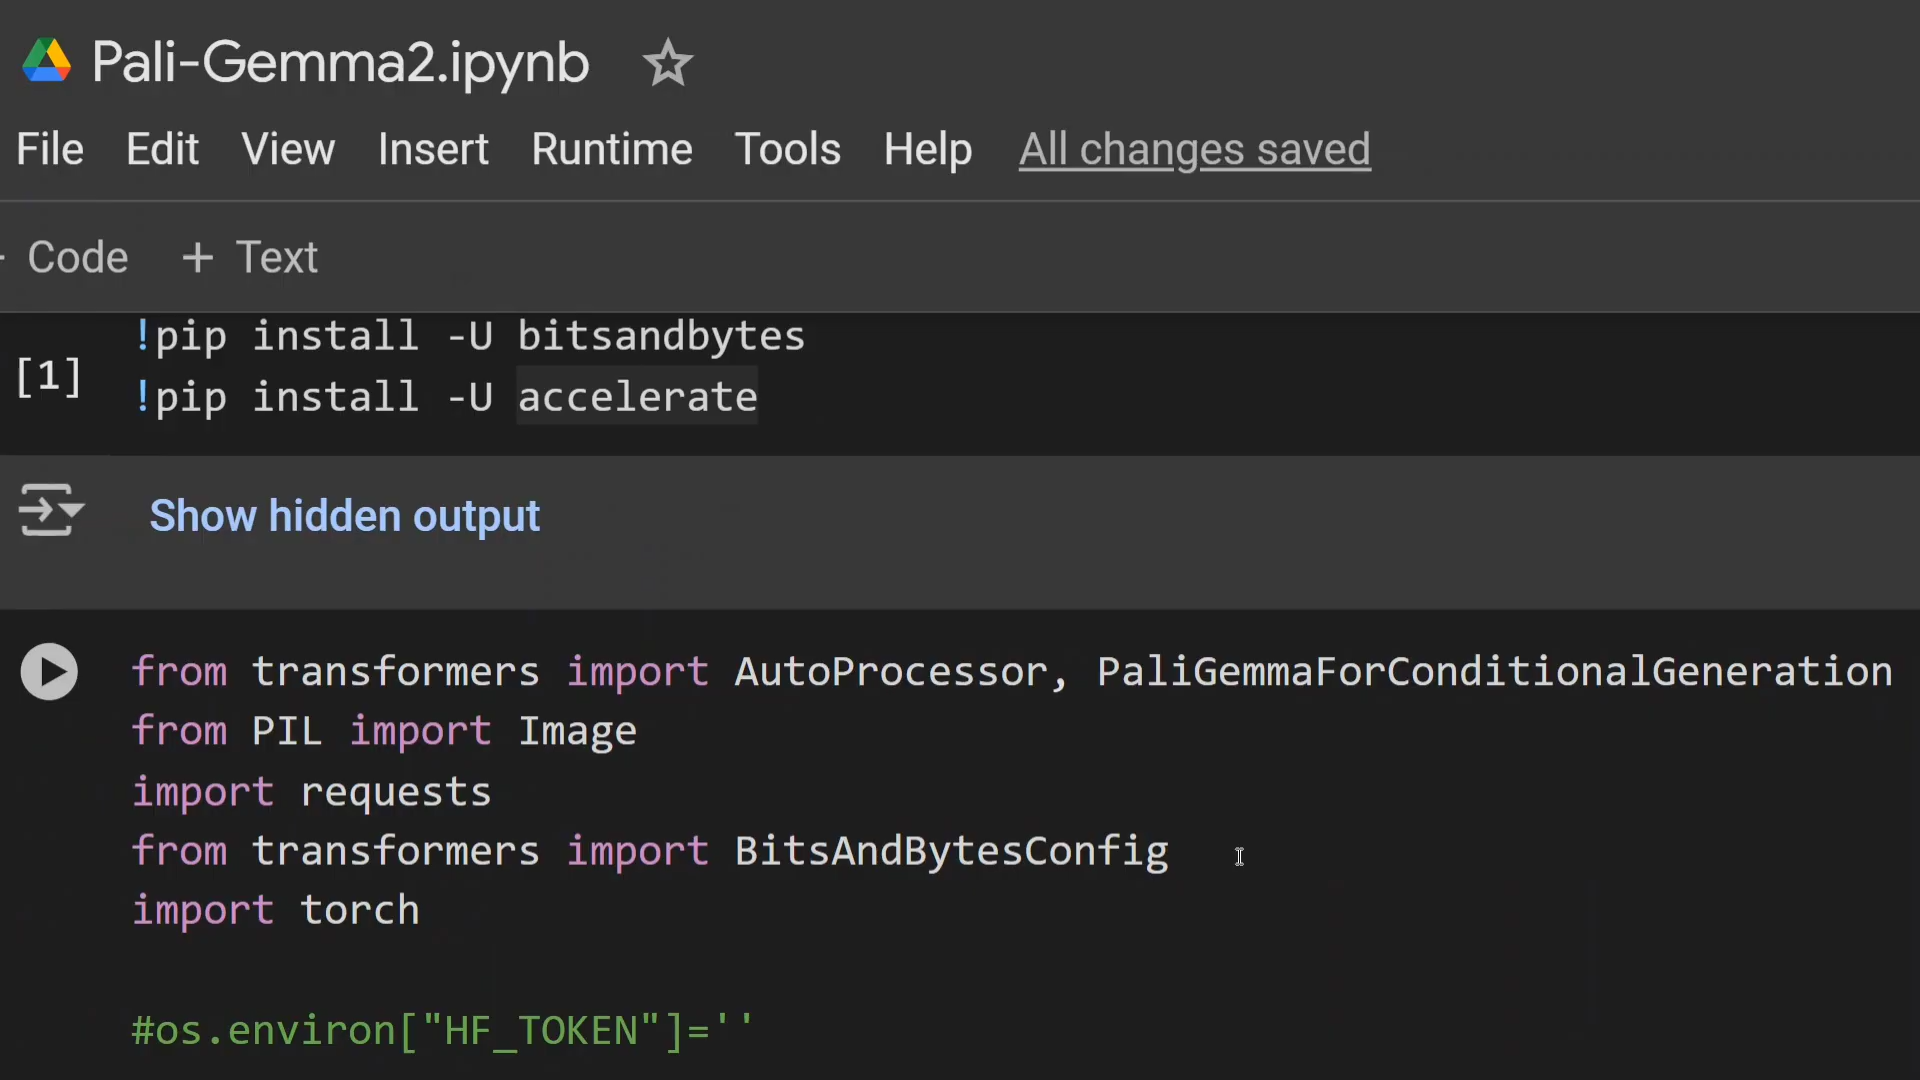 Pali-Gemma2.ipynb
File Edit View Insert Runtime Tools Help All changes saved
Code + Text
!pip install -U bitsandbytes
[1]
!pip install -U accelerate
Show hidden output
from transformers import AutoProcessor, PaliGemmaForConditionalGeneration
from PIL import Image
import requests
from transformers import BitsAndBytesConfig
import torch
#os.environ["HF_TOKEN"]=''